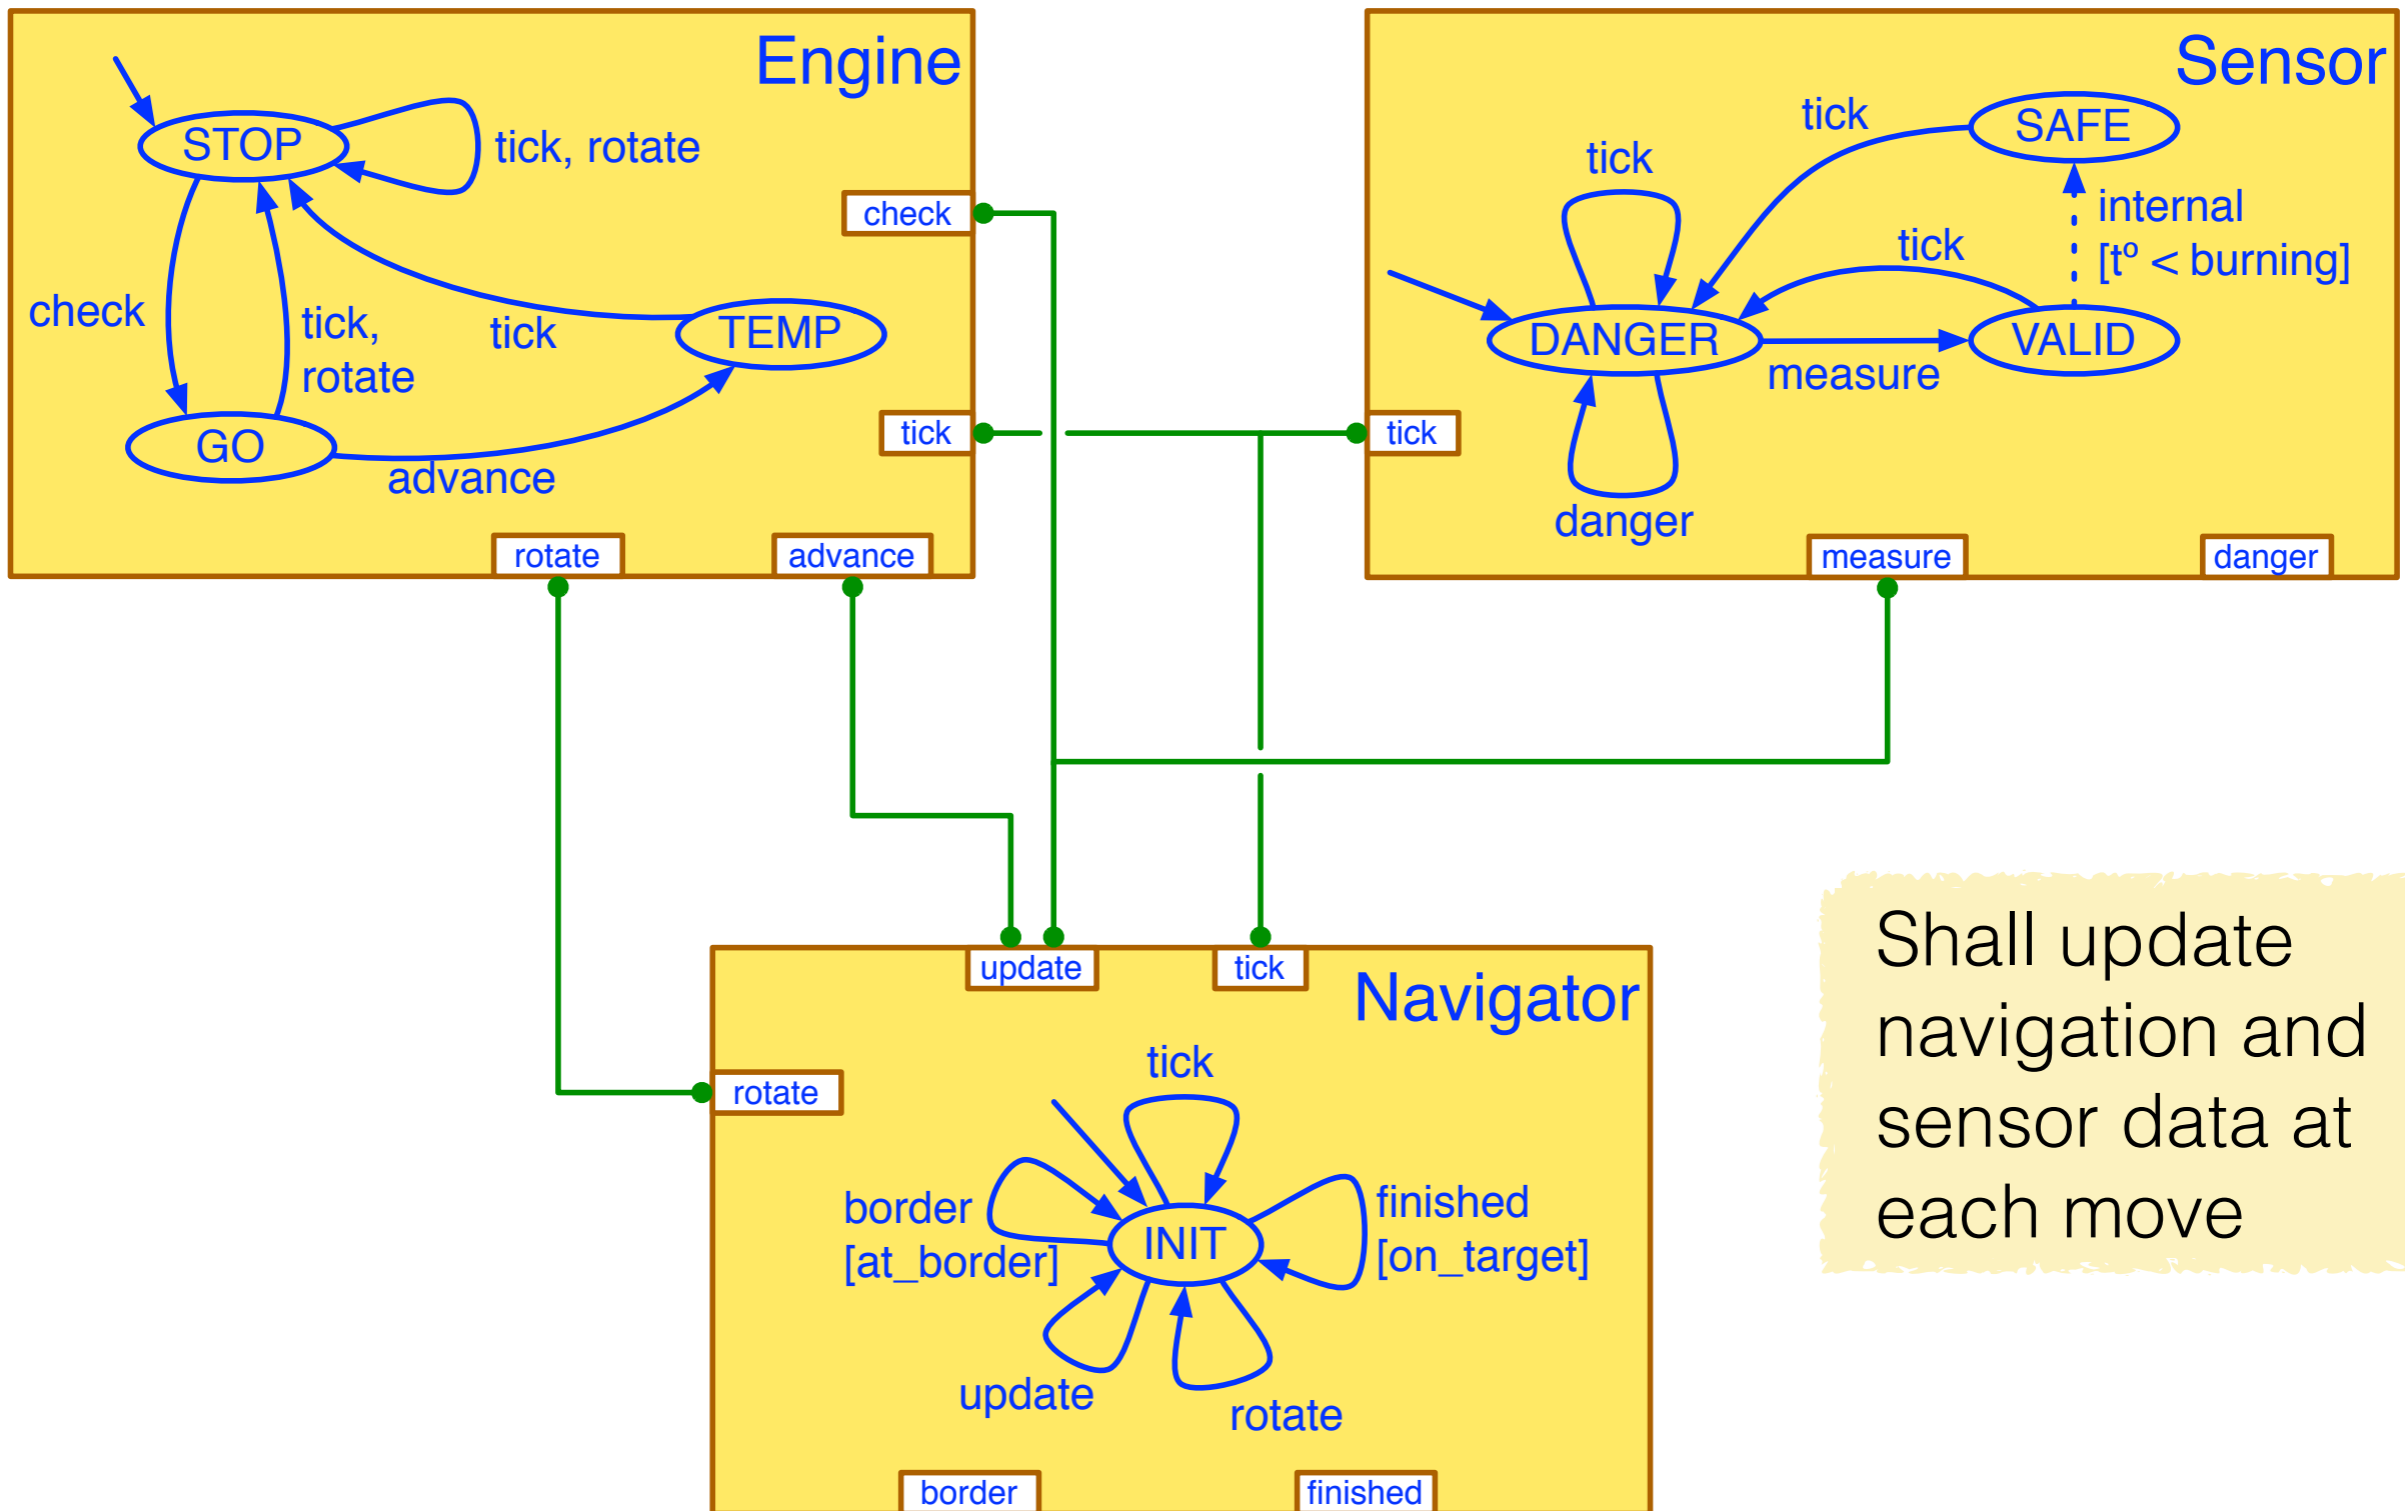 Engine
STOP
tick, rotate
check
check
tick,
rotate
tick
TEMP
GO
tick
advance
rotate
advance
Sensor
SAFE
tick
tick
internal
[tº < burning]
tick
DANGER
VALID
measure
tick
danger
measure
danger
update
tick
Navigator
rotate
tick
border
[at_border]
INIT
finished
[on_target]
update
rotate
border
finished
Shall update
navigation and
sensor data at
each move